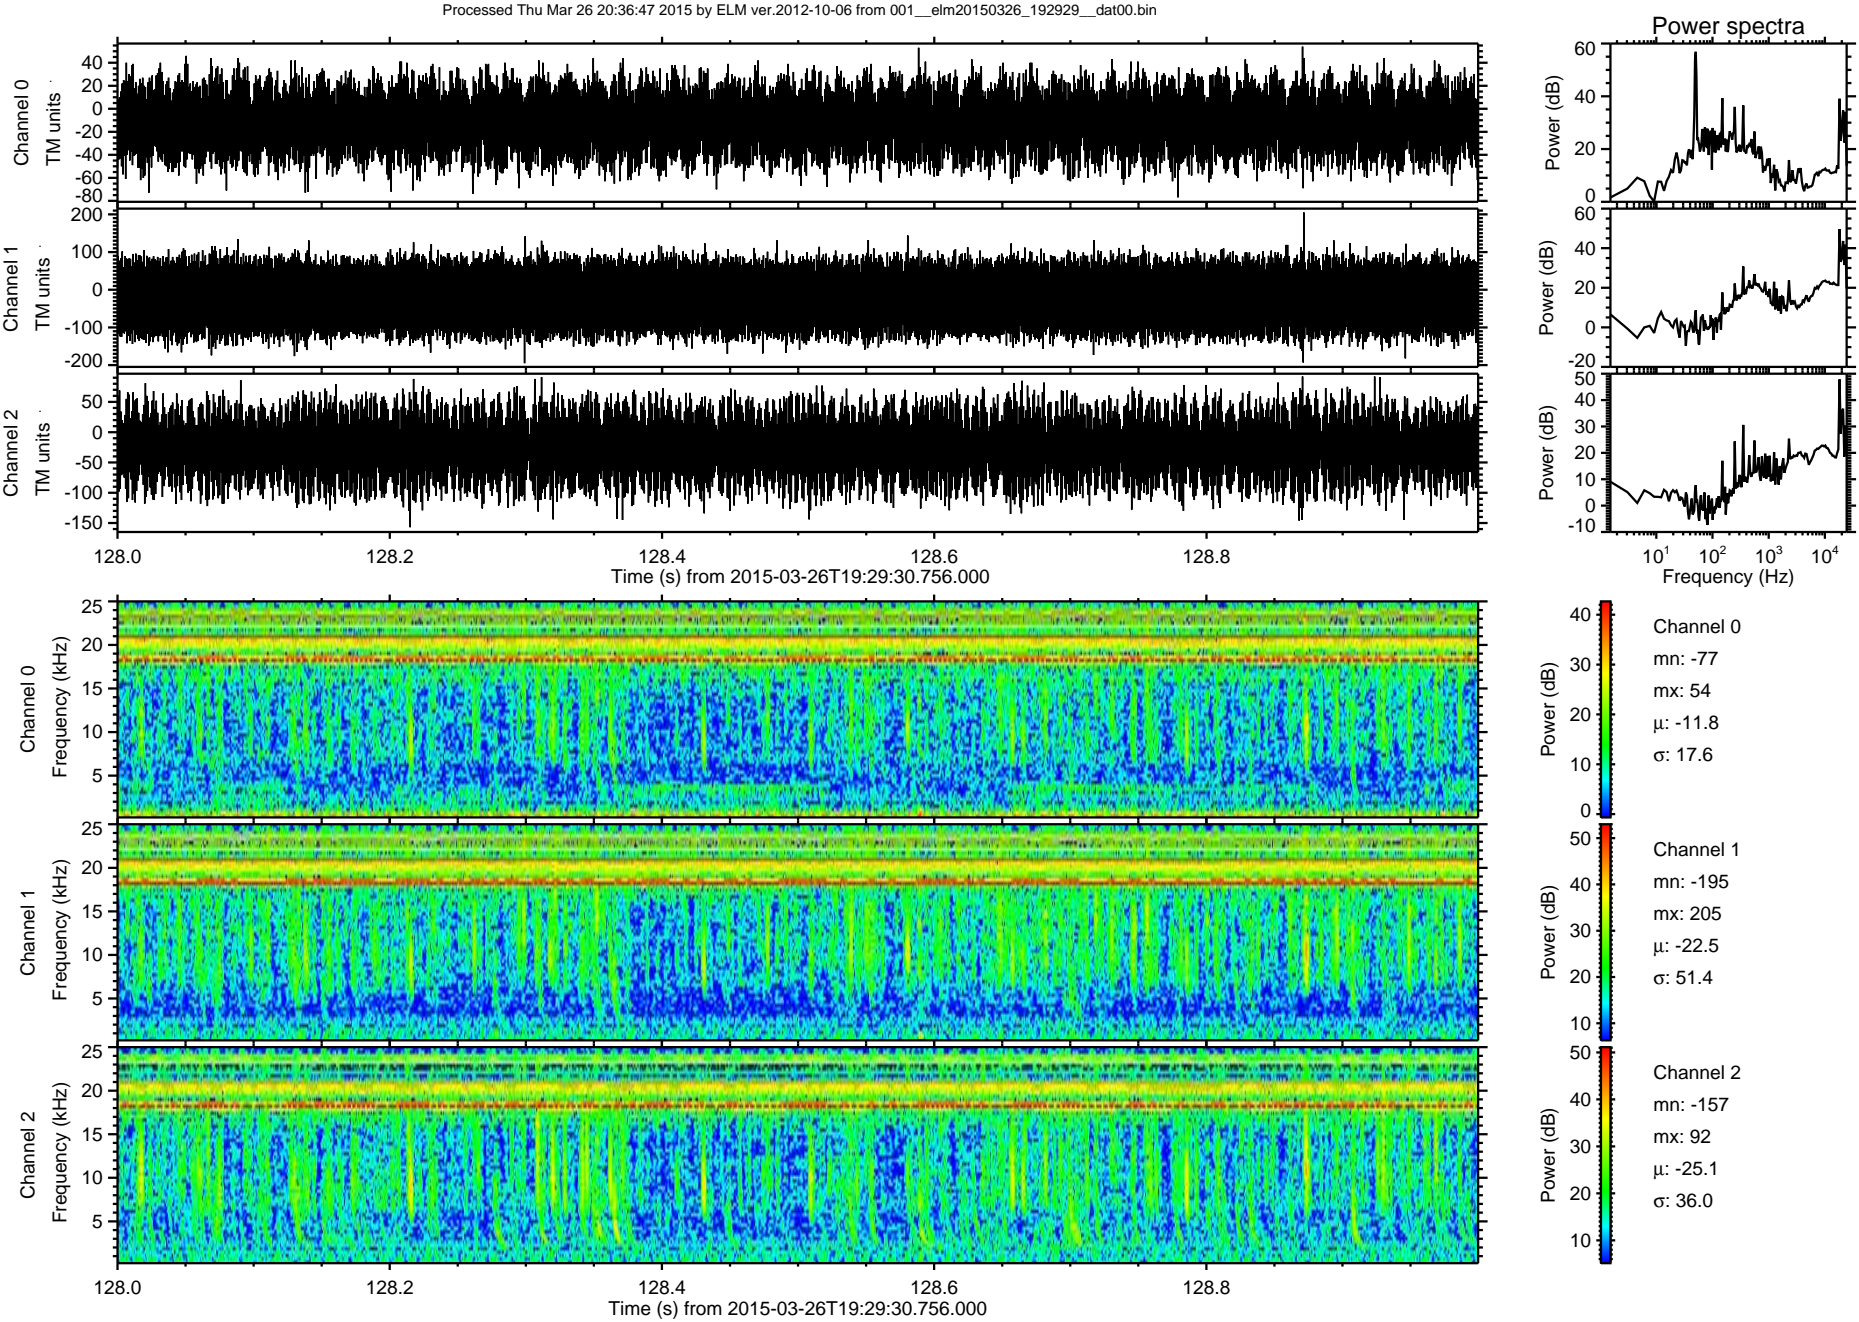 Processed Thu Mar 26 20:36:47 2015 by ELM ver.2012-10-06 from 001__elm20150326_192929__dat00.bin
Power spectra
Channel 0
TM units
40
20
0
-20
-40
-60
-80
Power (dB)
60
40
20
0
Channel 1
TM units
200
100
0
-100
-200
Power (dB)
60
40
20
0
-20
Channel 2
TM units
50
0
-50
-100
-150
Power (dB)
50
40
30
20
10
0
-10
128.0 128.2 128.4 128.6 128.8
Time (s) from 2015-03-26T19:29:30.756.000
10^1 10^2 10^3 10^4
Frequency (Hz)
Channel 0
Frequency (kHz)
25
20
15
10
5
Power (dB)
40
30
20
10
0
Channel 0
mn: -77
mx: 54
μ: -11.8
σ: 17.6
Channel 1
Frequency (kHz)
25
20
15
10
5
Power (dB)
50
40
30
20
10
Channel 1
mn: -195
mx: 205
μ: -22.5
σ: 51.4
Channel 2
Frequency (kHz)
25
20
15
10
5
Power (dB)
50
40
30
20
10
Channel 2
mn: -157
mx: 92
μ: -25.1
σ: 36.0
128.0 128.2 128.4 128.6 128.8
Time (s) from 2015-03-26T19:29:30.756.000